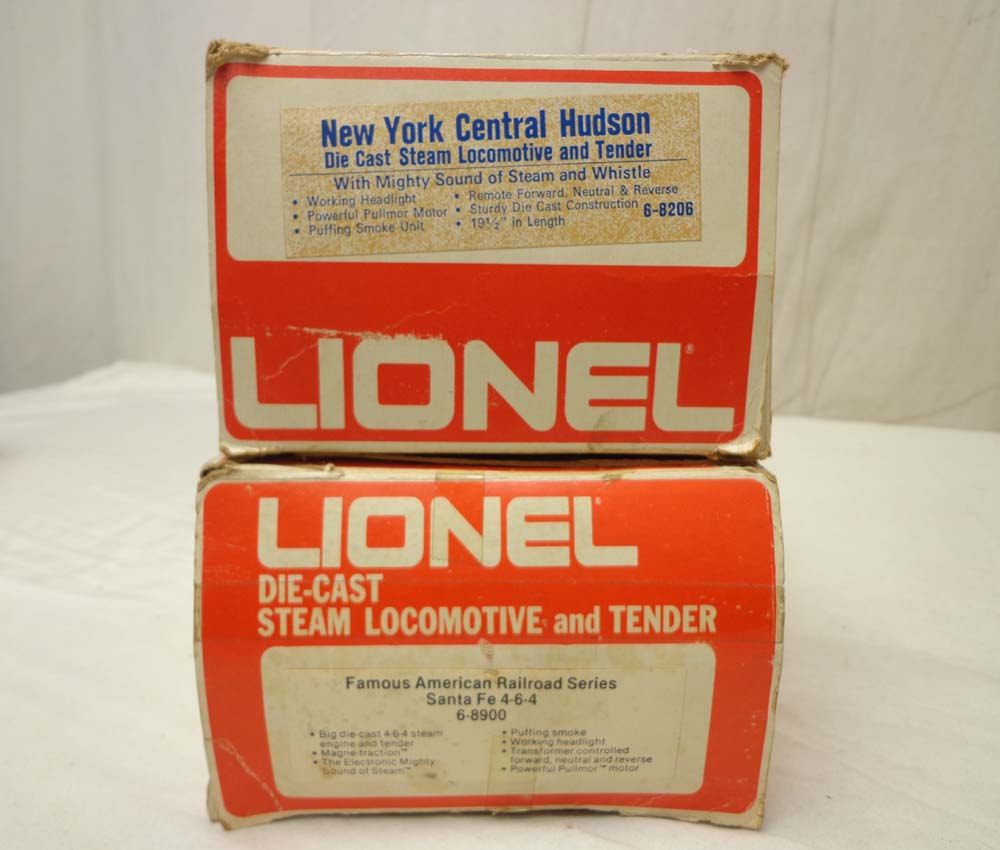 New York Central Hudson
Die Cast Steam Locomotive and Tender
With Mighty Sound of Steam and Whistle
• Working Headlight
• Powerful Pullmor Motor
• Puffing Smoke Unit
• Remote Forward, Neutral & Reverse
• Sturdy Die Cast Construction
• 19½" in Length
6-8206
LIONEL®
LIONEL®
DIE-CAST
STEAM LOCOMOTIVE and TENDER
Famous American Railroad Series
Santa Fe 4-6-4
6-8900
• Big die-cast 4-6-4 steam
engine and tender
• Magne-traction™
• The Electronic Mighty
Sound of Steam™
• Puffing smoke
• Working headlight
• Transformer controlled
forward, neutral and reverse
• Powerful Pullmor™ motor